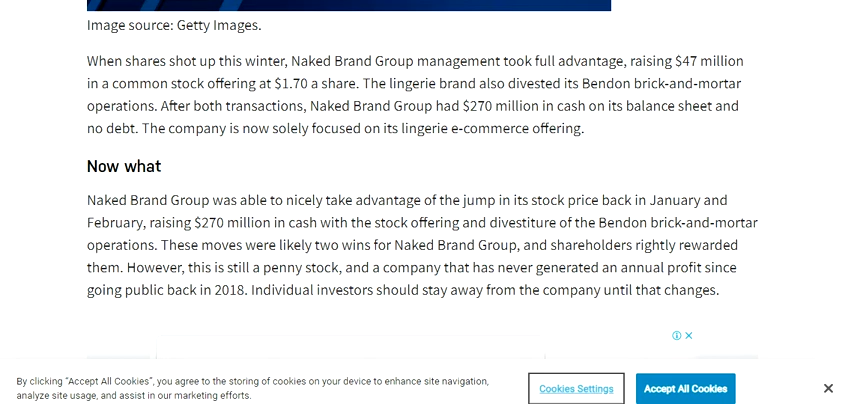 Image source: Getty Images.
When shares shot up this winter, Naked Brand Group management took full advantage, raising $47 million
in a common stock offering at $1.70 a share. The lingerie brand also divested its Bendon brick-and-mortar
operations. After both transactions, Naked Brand Group had $270 million in cash on its balance sheet and
no debt. The company is now solely focused on its lingerie e-commerce offering.
Now what
Naked Brand Group was able to nicely take advantage of the jump in its stock price back in January and
February, raising $270 million in cash with the stock offering and divestiture of the Bendon brick-and-mortar
operations. These moves were likely two wins for Naked Brand Group, and shareholders rightly rewarded
them. However, this is still a penny stock, and a company that has never generated an annual profit since
going public back in 2018. Individual investors should stay away from the company until that changes.
By clicking "Accept All Cookies", you agree to the storing of cookies on your device to enhance site navigation,
analyze site usage, and assist in our marketing efforts.
Cookies Settings
Accept All Cookies